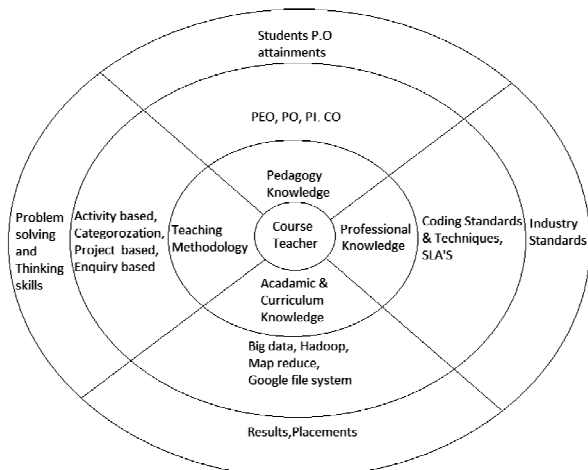 Students P.O
attainments
PEO, PO, PI. CO
Pedagogy
Knowledge
Problem
solving
and
Thinking
skills
Activity based,
Categorozation,
Project  based,
Enquiry based
Teaching
Methodology
Course
Teacher
Professional
Knowledge
Coding Standards
& Techniques,
SLA'S
Industry
Standards
Acadamic &
Curriculum
Knowledge
Big data, Hadoop,
Map reduce,
Google file system
Results,Placements